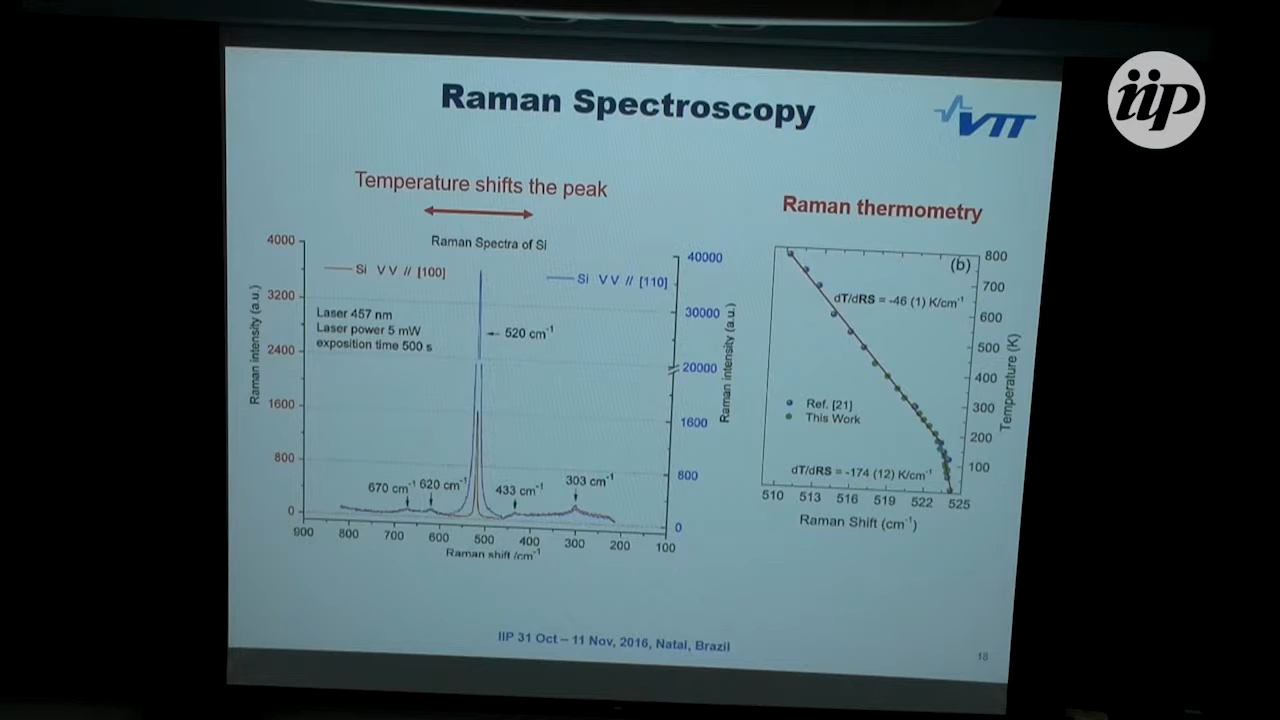 Raman Spectroscopy
VTT
iip
Temperature shifts the peak
Raman thermometry
Raman Spectra of Si
4000
3200
2400
1600
800
0
Raman intensity (a.u.)
Si V V // [100]
Laser 457 nm
Laser power 5 mW
exposition time 500 s
Si V V // [110]
520 cm-1
670 cm-1
620 cm-1
433 cm-1
303 cm-1
40000
30000
20000
1600
800
0
Raman intensity (a.u.)
900 800 700 600 500 400 300 200 100
Raman shift /cm-1
(b)
dT/dRS = -46 (1) K/cm-1
Ref. [21]
This Work
dT/dRS = -174 (12) K/cm-1
800
700
600
500
400
300
200
100
Temperature (K)
510 513 516 519 522 525
Raman Shift (cm-1)
IIP 31 Oct – 11 Nov, 2016, Natal, Brazil
18